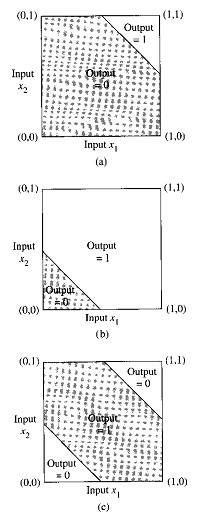 (0,1)
(1,1)
Output
= 1
Input
x2
Output
= 0
(0,0)
(1,0)
Input x1
(a)
(0,1)
(1,1)
Input
x2
Output
= 1
Output
= 0
(0,0)
(1,0)
Input x1
(b)
(0,1)
(1,1)
Output
= 0
Input
x2
Output
= 1
Output
= 0
(0,0)
(1,0)
Input x1
(c)